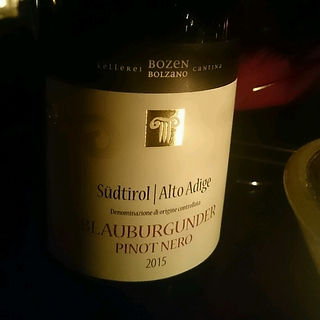 Kellerei BOZEN CANTINA
BOLZANO
Südtirol | Alto Adige
Denominazione di origine controllata
BLAUBURGUNDER
PINOT NERO
2015